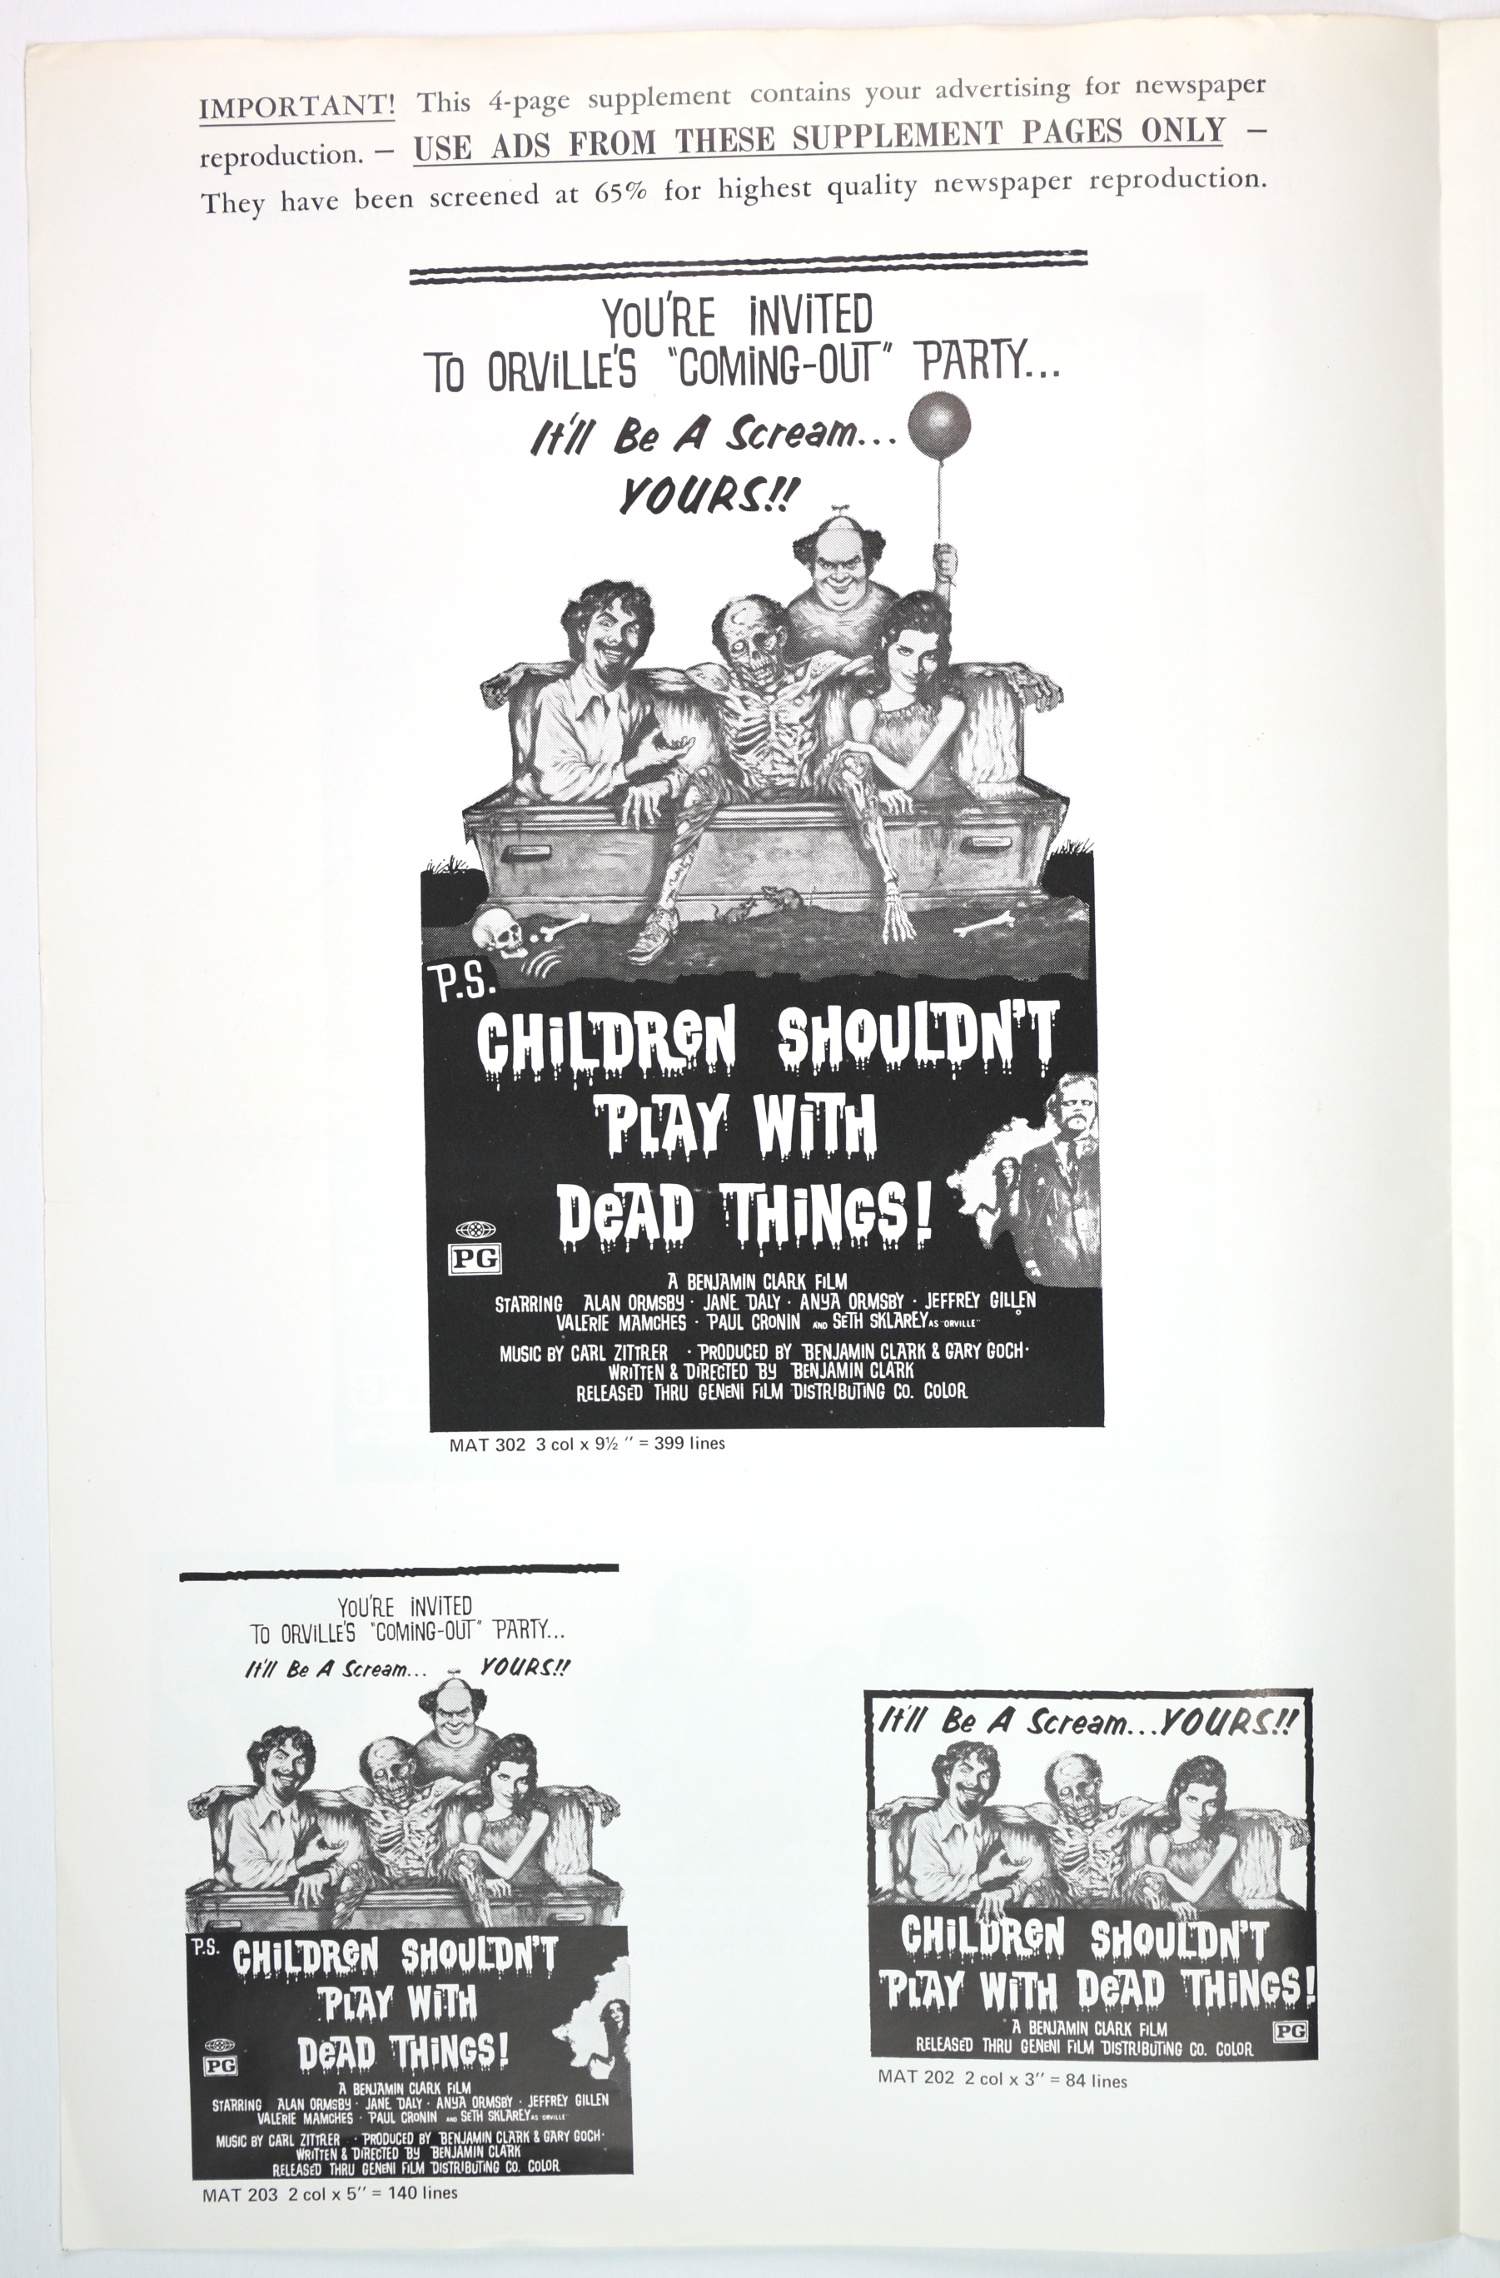 IMPORTANT! This 4-page supplement contains your advertising for newspaper
reproduction. — USE ADS FROM THESE SUPPLEMENT PAGES ONLY —
They have been screened at 65% for highest quality newspaper reproduction.
YOU'RE iNViTED
TO ORViLLE'S "COMiNG-OUT" PARTY...
It'll Be A Scream...
YOURS!!
P.S.
CHiLDReN SHOULDN'T
PLAY WiTH
DeAD THiNGS!
PG
A BENJAMIN CLARK FiLM
STARRING ALAN ORMSBY · JANE DALY · ANYA ORMSBY · JEFFREY GILLEN
VALERIE MAMCHES · PAUL CRONIN AND SETH SKLAREY AS "ORVILLE"
MUSIC BY CARL ZITTRER · PRODUCED BY BENJAMIN CLARK & GARY GOCH·
WRITTEN & DIRECTED BY BENJAMIN CLARK
RELEASED THRU GENENI FILM DISTRIBUTING CO. COLOR
MAT 302 3 col x 9½ " = 399 lines
YOU'RE iNViTED
TO ORViLLE'S "COMiNG-OUT" PARTY...
It'll Be A Scream... YOURS!!
P.S. CHiLDReN SHOULDN'T
PLAY WiTH
DeAD THiNGS!
PG
A BENJAMIN CLARK FILM
STARRING ALAN ORMSBY · JANE DALY · ANYA ORMSBY · JEFFREY GILLEN
VALERIE MAMCHES · PAUL CRONIN AND SETH SKLAREY AS "ORVILLE"
MUSIC BY CARL ZITTRER · PRODUCED BY BENJAMIN CLARK & GARY GOCH·
WRITTEN & DIRECTED BY BENJAMIN CLARK
RELEASED THRU GENENI FILM DISTRIBUTING CO. COLOR
MAT 203 2 col x 5" = 140 lines
It'll Be A Scream...YOURS!!
CHiLDReN SHOULDN'T
PLAY WiTH DeAD THiNGS!
A BENJAMIN CLARK FILM
RELEASED THRU GENENI FILM DISTRIBUTING CO. COLOR
PG
MAT 202 2 col x 3" = 84 lines